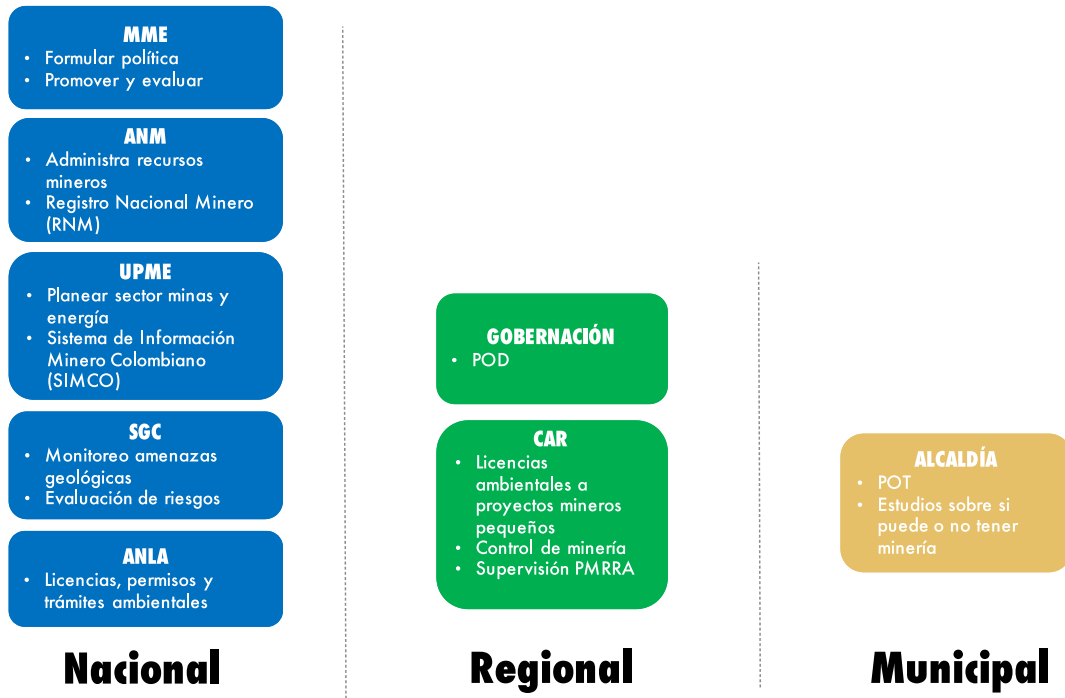 MME
• Formular política
• Promover y evaluar
ANM
• Administra recursos
mineros
• Registro Nacional Minero
(RNM)
UPME
• Planear sector minas y
energía
• Sistema de Información
Minero Colombiano
(SIMCO)
SGC
• Monitoreo amenazas
geológicas
• Evaluación de riesgos
ANLA
• Licencias, permisos y
trámites ambientales
Nacional
GOBERNACIÓN
• POD
CAR
• Licencias
ambientales a
proyectos mineros
pequeños
• Control de minería
• Supervisión PMRRA
Regional
ALCALDÍA
• POT
• Estudios sobre si
puede o no tener
minería
Municipal